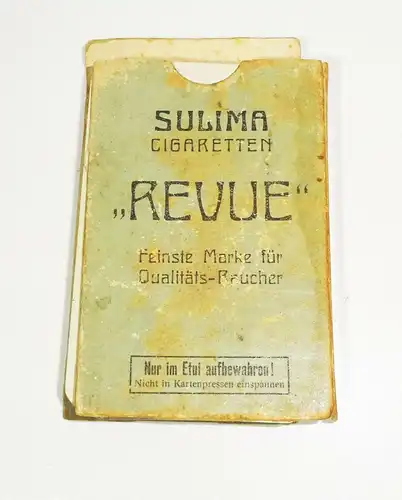 SULIMA
CIGARETTEN
„REVUE“
Feinste Marke für
Qualitäts-Raucher
Nur im Etui aufbewahren!
Nicht in Kartenpressen einspannen